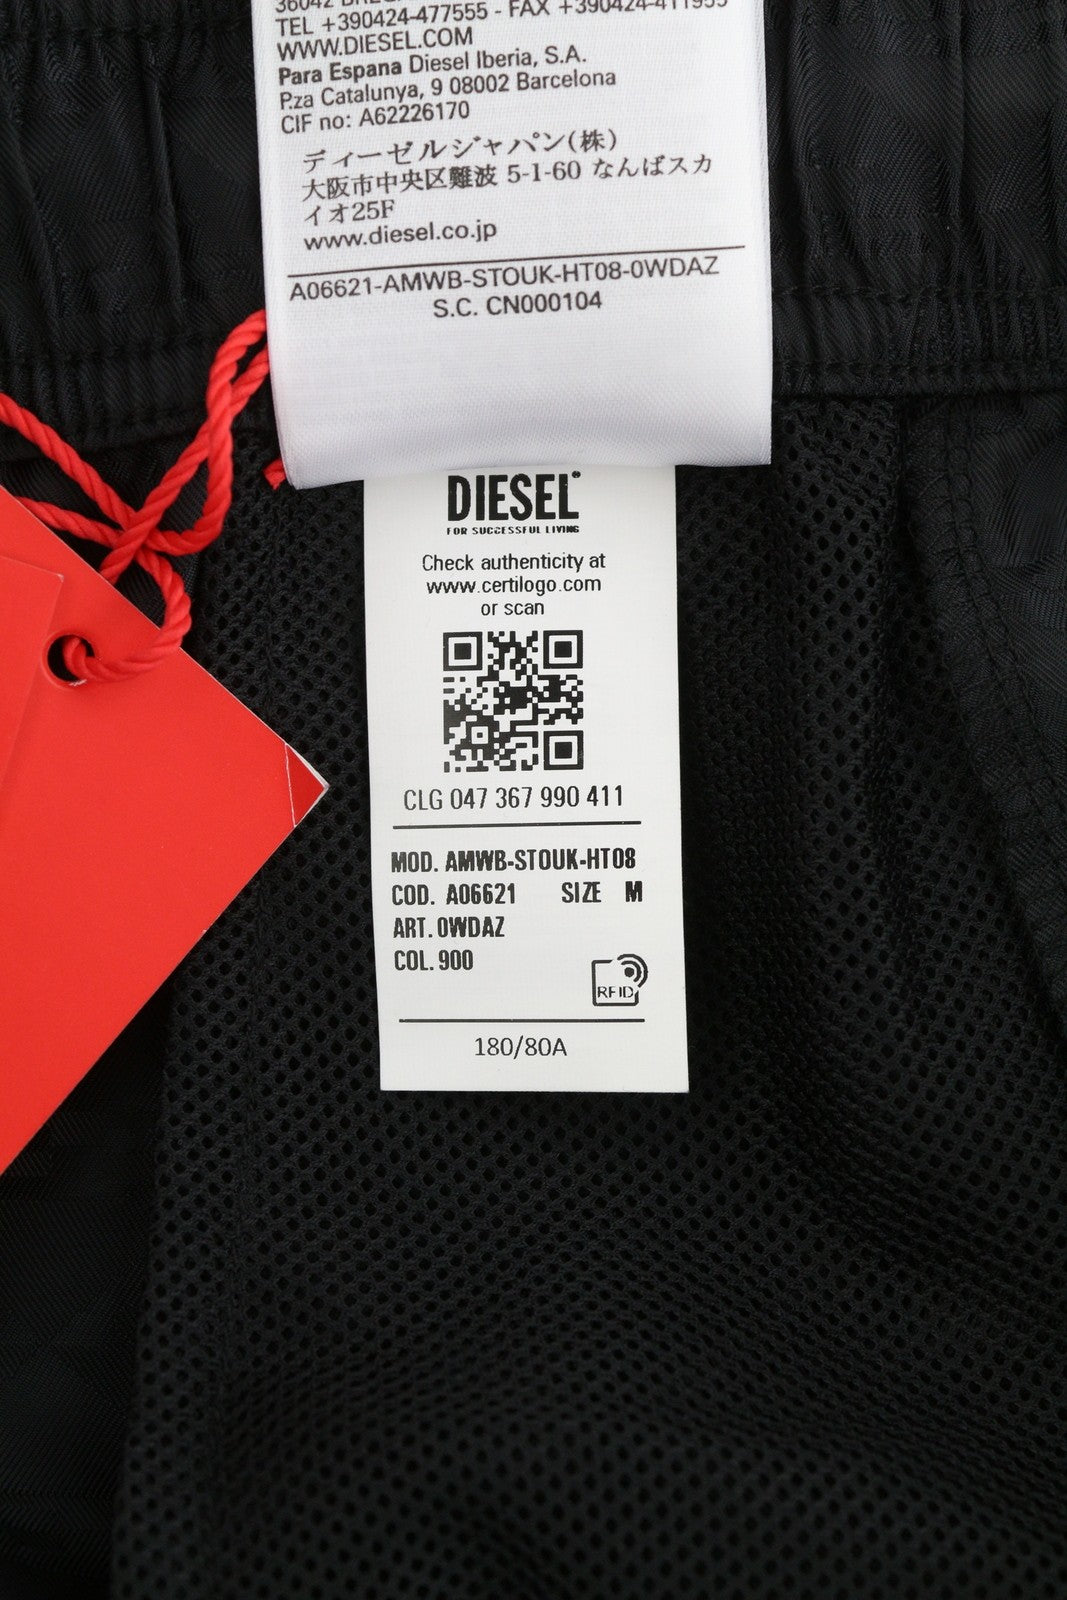 TEL +390424-477555 - FAX +390424-411955
WWW.DIESEL.COM
Para Espana Diesel Iberia, S.A.
P.za Catalunya, 9 08002 Barcelona
CIF no: A62226170
ディーゼルジャパン(株)
大阪市中央区難波 5-1-60 なんばスカ
イオ25F
www.diesel.co.jp
A06621-AMWB-STOUK-HT08-0WDAZ
S.C. CN000104
DIESEL
FOR SUCCESSFUL LIVING
Check authenticity at
www.certilogo.com
or scan
CLG 047 367 990 411
MOD. AMWB-STOUK-HT08
COD. A06621 SIZE M
ART. 0WDAZ
COL. 900
RFID
180/80A